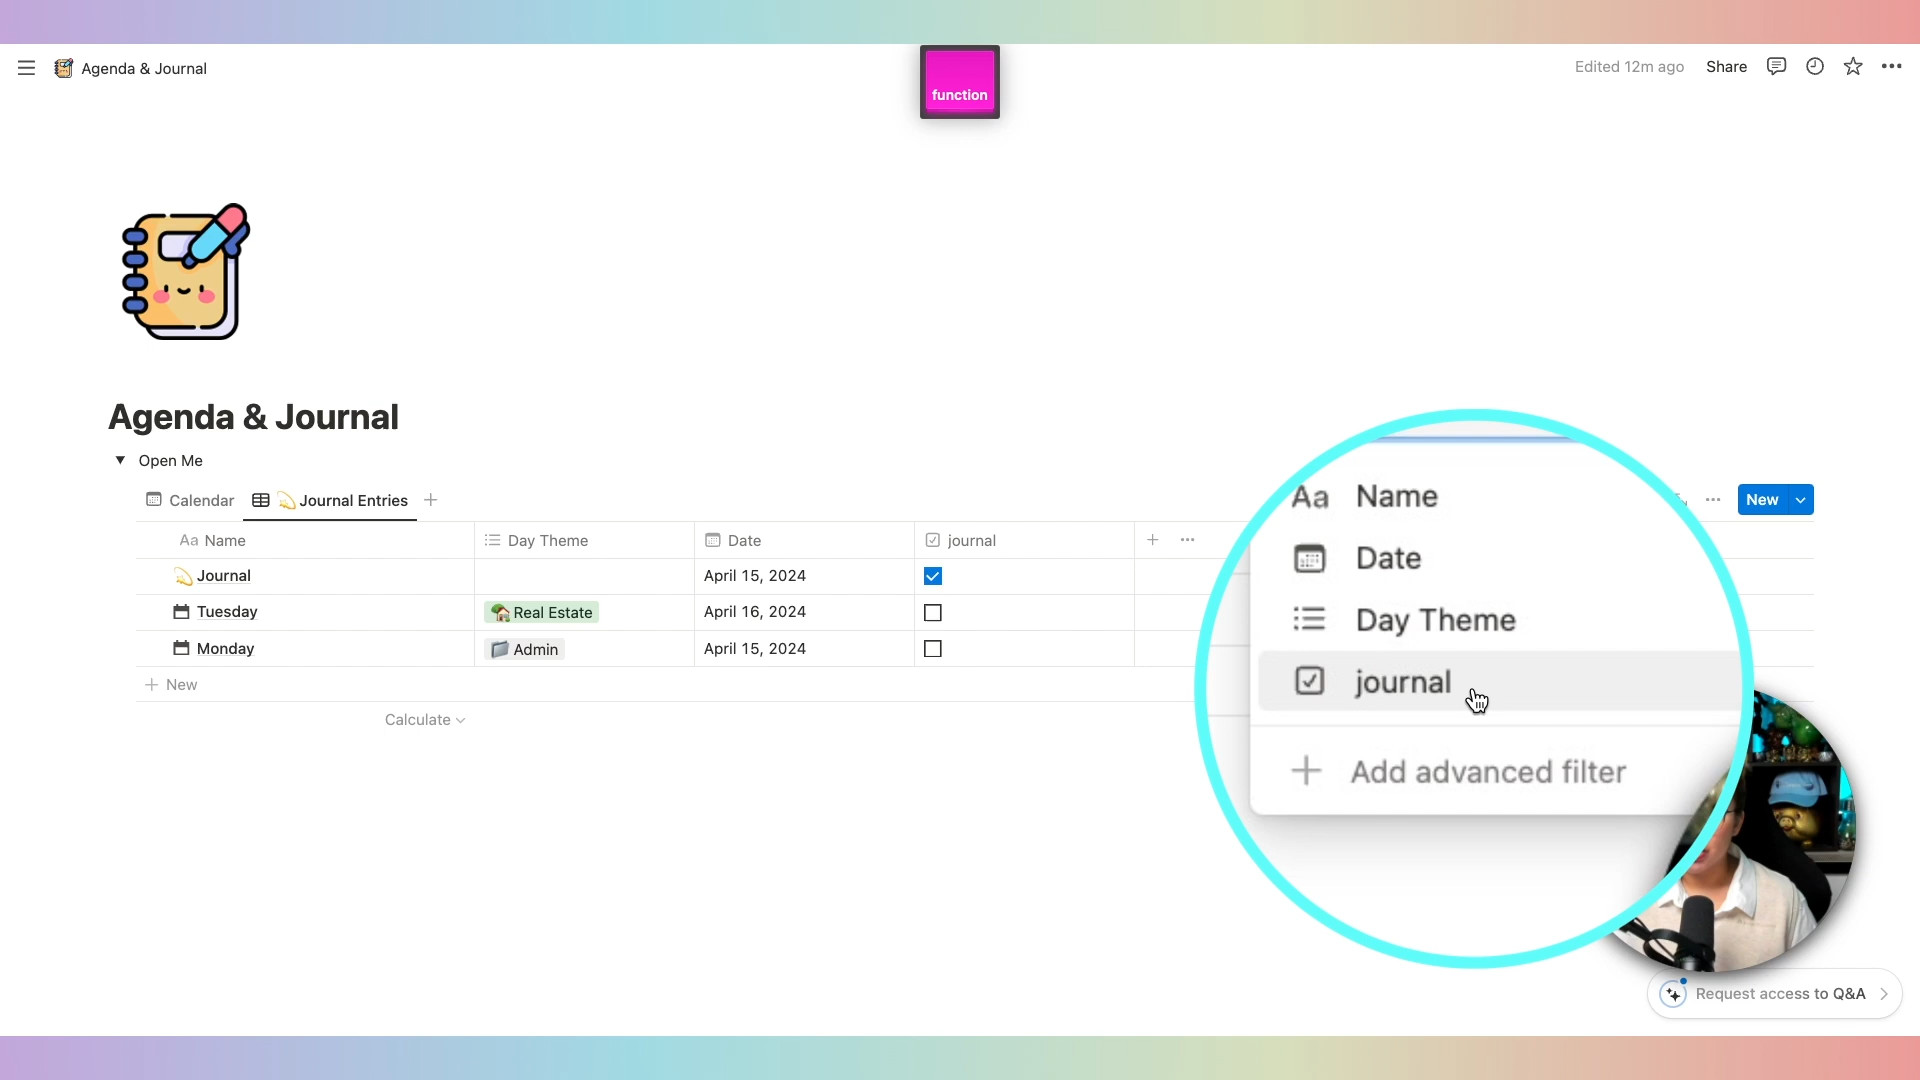 Agenda & Journal
function
Edited 12m ago
Share
Agenda & Journal
Open Me
Calendar
Journal Entries
New
Aa Name
Day Theme
Date
journal
Journal
April 15, 2024
Tuesday
Real Estate
April 16, 2024
Monday
Admin
April 15, 2024
New
Calculate
Aa Name
Date
Day Theme
journal
Add advanced filter
Request access to Q&A